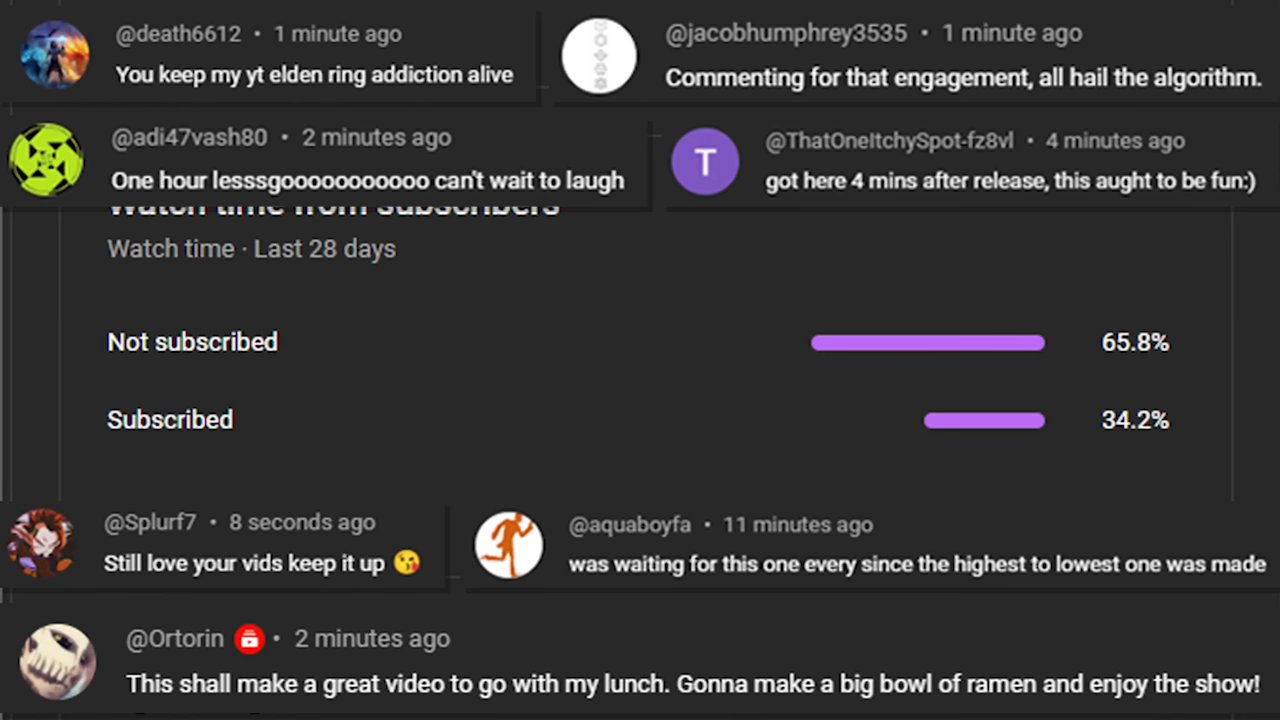 @death6612 • 1 minute ago
You keep my yt elden ring addiction alive
@jacobhumphrey3535 • 1 minute ago
Commenting for that engagement, all hail the algorithm.
@adi47vash80 • 2 minutes ago
One hour lesssgooooooooooo can't wait to laugh
T
@ThatOneItchySpot-fz8vl • 4 minutes ago
got here 4 mins after release, this aught to be fun:)
Watch time from subscribers
Watch time · Last 28 days
Not subscribed 65.8%
Subscribed 34.2%
@Splurf7 • 8 seconds ago
Still love your vids keep it up 😘
@aquaboyfa • 11 minutes ago
was waiting for this one every since the highest to lowest one was made
@Ortorin • 2 minutes ago
This shall make a great video to go with my lunch. Gonna make a big bowl of ramen and enjoy the show!